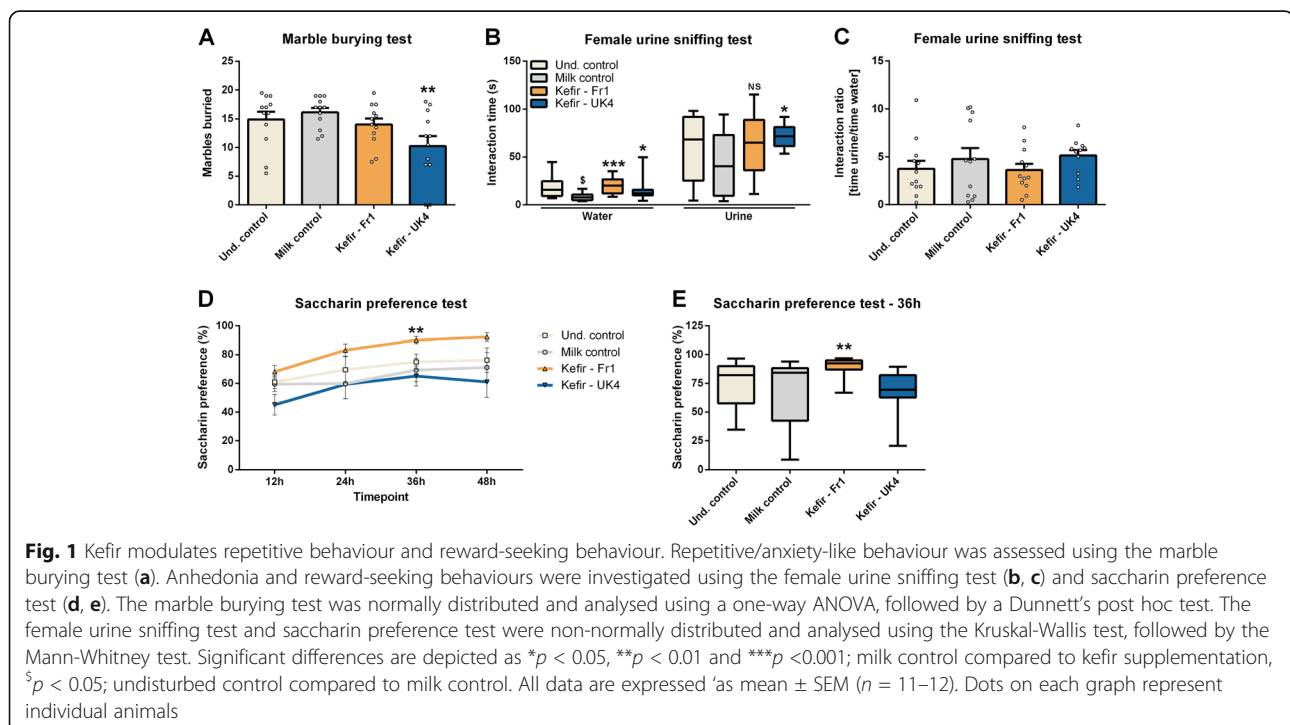 A
Marble burying test
Marbles burried
20
15
10
5
0
**
Und. control
Milk control
Kefir - Fr1
Kefir - UK4
B
Female urine sniffing test
Und. control
Milk control
Kefir - Fr1
Kefir - UK4
Interaction time (s)
150
100
50
0
$
***
*
NS
*
Water
Urine
C
Female urine sniffing test
Interaction ratio
[time urine/time water]
15
10
5
0
Und. control
Milk control
Kefir - Fr1
Kefir - UK4
D
Saccharin preference test
Saccharin preference (%)
100
80
60
40
20
0
**
12h
24h
36h
48h
Timepoint
Und. control
Milk control
Kefir - Fr1
Kefir - UK4
E
Saccharin preference test - 36h
Saccharin preference (%)
125
100
75
50
25
0
**
Und. control
Milk control
Kefir - Fr1
Kefir - UK4
Fig. 1 Kefir modulates repetitive behaviour and reward-seeking behaviour. Repetitive/anxiety-like behaviour was assessed using the marble
burying test (a). Anhedonia and reward-seeking behaviours were investigated using the female urine sniffing test (b, c) and saccharin preference
test (d, e). The marble burying test was normally distributed and analysed using a one-way ANOVA, followed by a Dunnett's post hoc test. The
female urine sniffing test and saccharin preference test were non-normally distributed and analysed using the Kruskal-Wallis test, followed by the
Mann-Whitney test. Significant differences are depicted as *p < 0.05, **p < 0.01 and ***p <0.001; milk control compared to kefir supplementation,
$p < 0.05; undisturbed control compared to milk control. All data are expressed 'as mean ± SEM (n = 11–12). Dots on each graph represent
individual animals